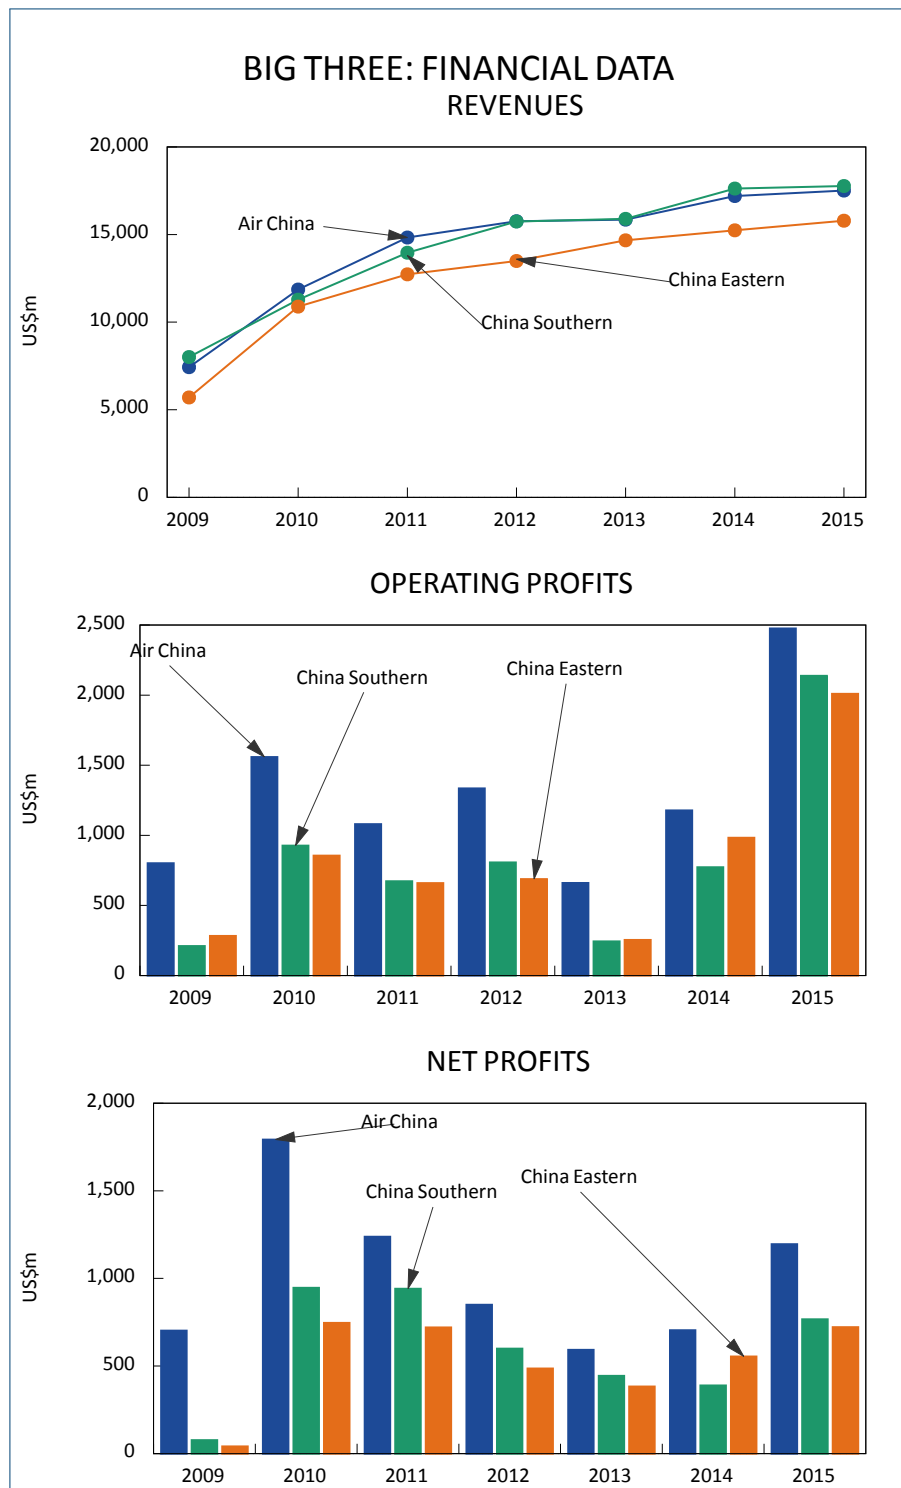 BIG THREE: FINANCIAL DATA
REVENUES
20,000
15,000
10,000
5,000
0
US$m
Air China
China Eastern
China Southern
2009 2010 2011 2012 2013 2014 2015
OPERATING PROFITS
2,500
2,000
1,500
1,000
500
0
US$m
Air China
China Southern
China Eastern
2009 2010 2011 2012 2013 2014 2015
NET PROFITS
2,000
1,500
1,000
500
0
US$m
Air China
China Southern
China Eastern
2009 2010 2011 2012 2013 2014 2015